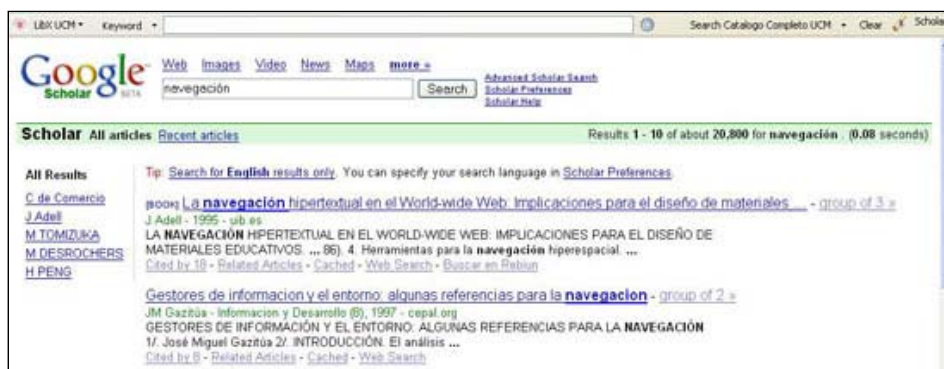 LibX UCM Keyword Search Catalogo Completo UCM Clear Schola
Web Images Video News Maps more »
Google Scholar BETA
navegación Search
Advanced Scholar Search
Scholar Preferences
Scholar Help
Scholar All articles Recent articles Results 1 - 10 of about 20,800 for navegación . (0.08 seconds)
All Results
C de Comercio
J Adell
M TOMIZUKA
M DESROCHERS
H PENG
Tip: Search for English results only. You can specify your search language in Scholar Preferences.
[BOOK] La navegación hipertextual en el World-wide Web: Implicaciones para el diseño de materiales ... - group of 3 »
J Adell - 1995 - uib.es
LA NAVEGACIÓN HIPERTEXTUAL EN EL WORLD-WIDE WEB: IMPLICACIONES PARA EL DISEÑO DE
MATERIALES EDUCATIVOS. ... 86). 4. Herramientas para la navegación hiperespacial. ...
Cited by 18 - Related Articles - Cached - Web Search - Buscar en Rebiun
Gestores de informacion y el entorno: algunas referencias para la navegacion - group of 2 »
JM Gazitúa - Informacion y Desarrollo (B), 1997 - cepal.org
GESTORES DE INFORMACIÓN Y EL ENTORNO: ALGUNAS REFERENCIAS PARA LA NAVEGACIÓN
1/. José Miguel Gazitúa 2/. INTRODUCCIÓN. El análisis ...
Cited by 8 - Related Articles - Cached - Web Search